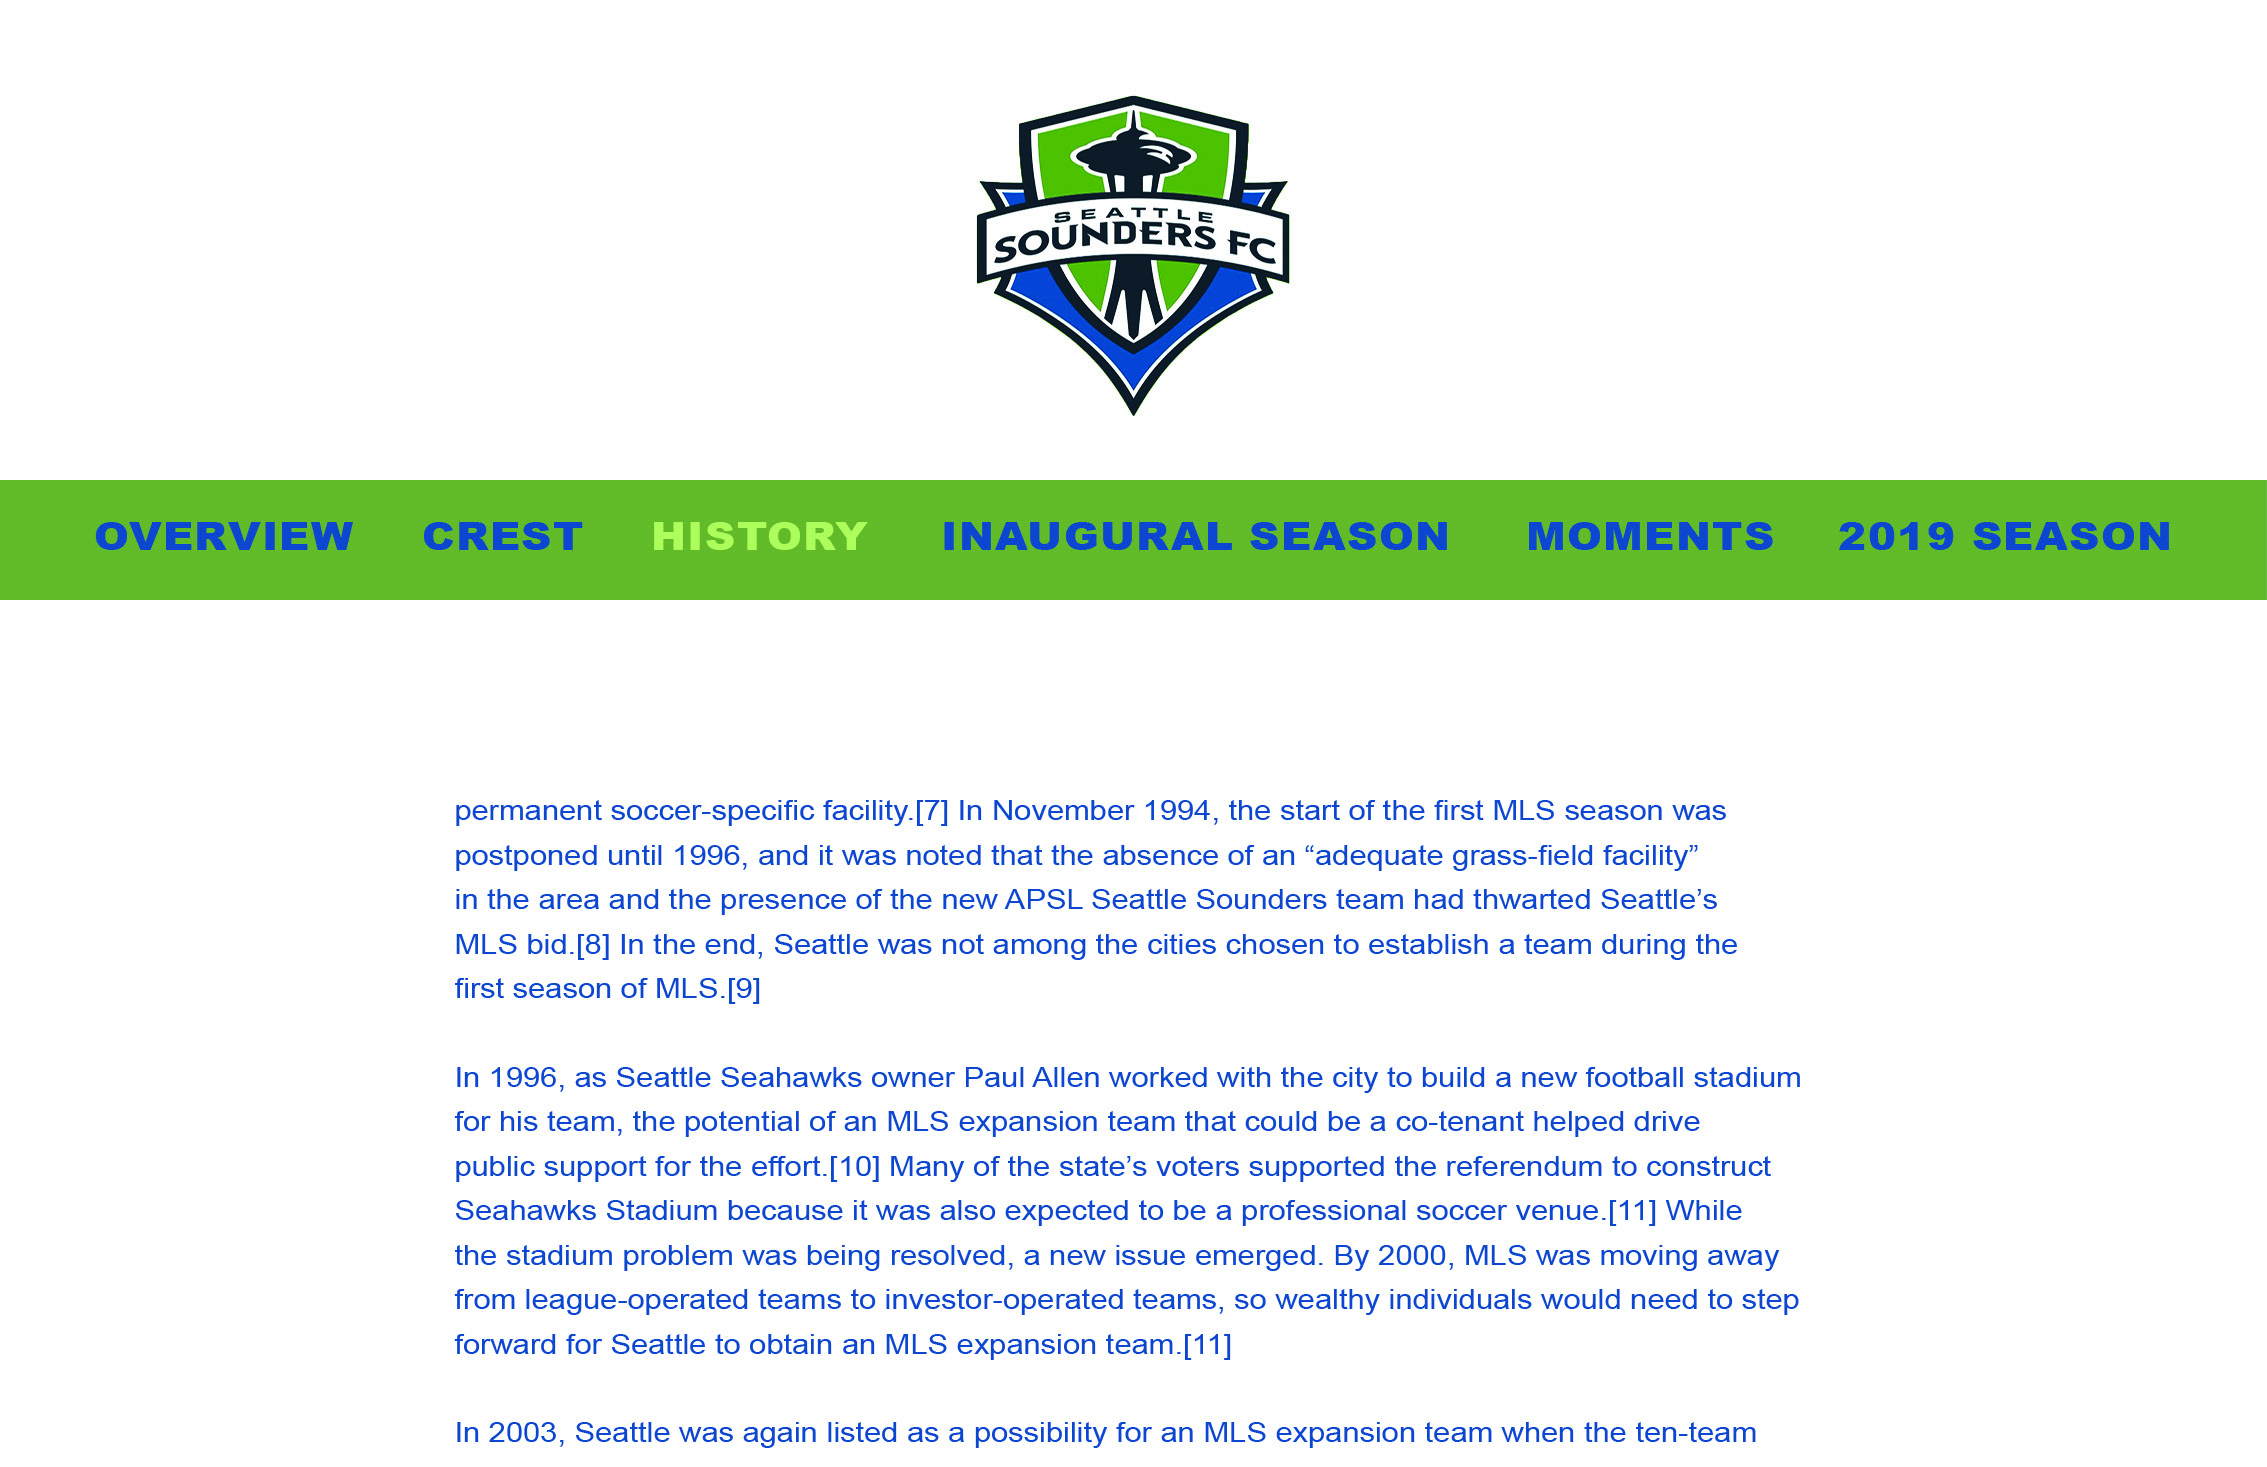 SEATTLE
SOUNDERS FC
OVERVIEW CREST HISTORY INAUGURAL SEASON MOMENTS 2019 SEASON
permanent soccer-specific facility.[7] In November 1994, the start of the first MLS season was
postponed until 1996, and it was noted that the absence of an “adequate grass-field facility”
in the area and the presence of the new APSL Seattle Sounders team had thwarted Seattle’s
MLS bid.[8] In the end, Seattle was not among the cities chosen to establish a team during the
first season of MLS.[9]
In 1996, as Seattle Seahawks owner Paul Allen worked with the city to build a new football stadium
for his team, the potential of an MLS expansion team that could be a co-tenant helped drive
public support for the effort.[10] Many of the state’s voters supported the referendum to construct
Seahawks Stadium because it was also expected to be a professional soccer venue.[11] While
the stadium problem was being resolved, a new issue emerged. By 2000, MLS was moving away
from league-operated teams to investor-operated teams, so wealthy individuals would need to step
forward for Seattle to obtain an MLS expansion team.[11]
In 2003, Seattle was again listed as a possibility for an MLS expansion team when the ten-team